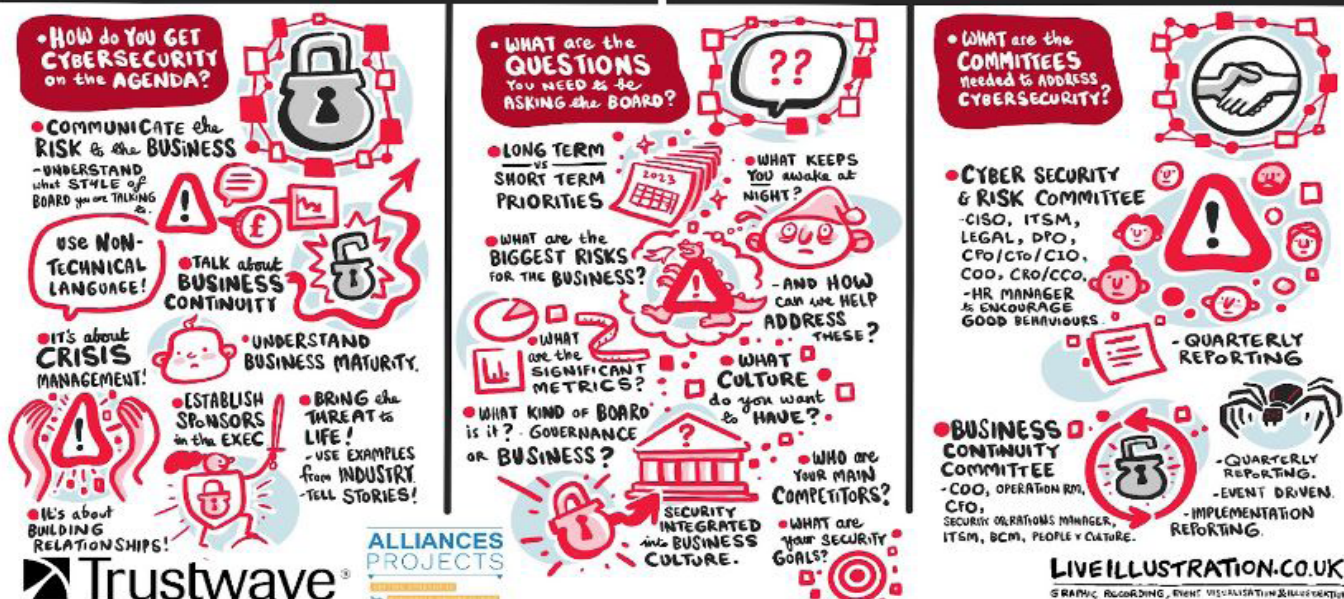 • HOW do YOU GET
CYBERSECURITY
on the AGENDA?
• COMMUNICATE the
RISK to the BUSINESS
- UNDERSTAND
what STYLE of
BOARD you are TALKING
to.
USE NON-
TECHNICAL
LANGUAGE!
• TALK about
BUSINESS
CONTINUITY
• IT'S about
CRISIS
MANAGEMENT!
• UNDERSTAND
BUSINESS MATURITY.
• ESTABLISH
SPONSORS
in the EXEC
• BRING the
THREAT to
LIFE!
- USE EXAMPLES
from INDUSTRY.
- TELL STORIES!
• It's about
BUILDING
RELATIONSHIPS!
Trustwave®
ALLIANCES
PROJECTS
• WHAT are the
QUESTIONS
YOU NEED to be
ASKING the BOARD?
??
• LONG TERM
vs
SHORT TERM
PRIORITIES
2023
• WHAT KEEPS
YOU awake at
NIGHT?
• WHAT are the
BIGGEST RISKS
FOR THE BUSINESS?
- AND HOW
can we HELP
ADDRESS
THESE?
• WHAT
are the
SIGNIFICANT
METRICS?
• WHAT
CULTURE
do you want
to HAVE?
• WHAT KIND OF BOARD
is it? - GOVERNANCE
OR BUSINESS?
?
• WHO are
YOUR MAIN
COMPETITORS?
SECURITY
INTEGRATED
into BUSINESS
CULTURE.
• WHAT are
your SECURITY
GOALS?
• WHAT are the
COMMITTEES
needed to ADDRESS
CYBERSECURITY?
• CYBER SECURITY
& RISK COMMITTEE
- CISO, ITSM,
LEGAL, DPO,
CPO/CTO/CIO,
COO, CRO/CCO,
- HR MANAGER
to ENCOURAGE
GOOD BEHAVIOURS.
- QUARTERLY
REPORTING
• BUSINESS
CONTINUITY
COMMITTEE
- COO, OPERATION RM,
CFO,
SECURITY OPERATIONS MANAGER,
ITSM, BCM, PEOPLE & CULTURE.
- QUARTERLY
REPORTING.
- EVENT DRIVEN.
- IMPLEMENTATION
REPORTING.
LIVEILLUSTRATION.CO.UK
GRAPHIC RECORDING, EVENT VISUALISATION & ILLUSTRATION